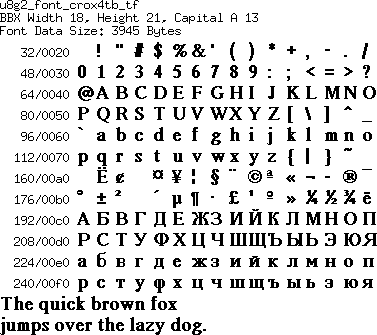 u8g2_font_crox4tb_tf
BBX Width 18, Height 21, Capital A 13
Font Data Size: 3945 Bytes
32/0020 ! " # $ % & ' ( ) * + , - . /
48/0030 0 1 2 3 4 5 6 7 8 9 : ; < = > ?
64/0040 @ A B C D E F G H I J K L M N O
80/0050 P Q R S T U V W X Y Z [ \ ] ^ _
96/0060 ` a b c d e f g h i j k l m n o
112/0070 p q r s t u v w x y z { | } ~
160/00a0 Ё ¢ ¤ ¥ ¦ § ¨ © ª « ¬ - ® ¯
176/00b0 ° ± ² ´ µ ¶ · £ ¹ º » ¼ ½ ¾ ё
192/00c0 А Б В Г Д Е Ж З И Й К Л М Н О П
208/00d0 Р С Т У Ф Х Ц Ч Ш Щ Ъ Ы Ь Э Ю Я
224/00e0 а б в г д е ж з и й к л м н о п
240/00f0 р с т у ф х ц ч ш щ ъ ы ь э ю я
The quick brown fox
jumps over the lazy dog.